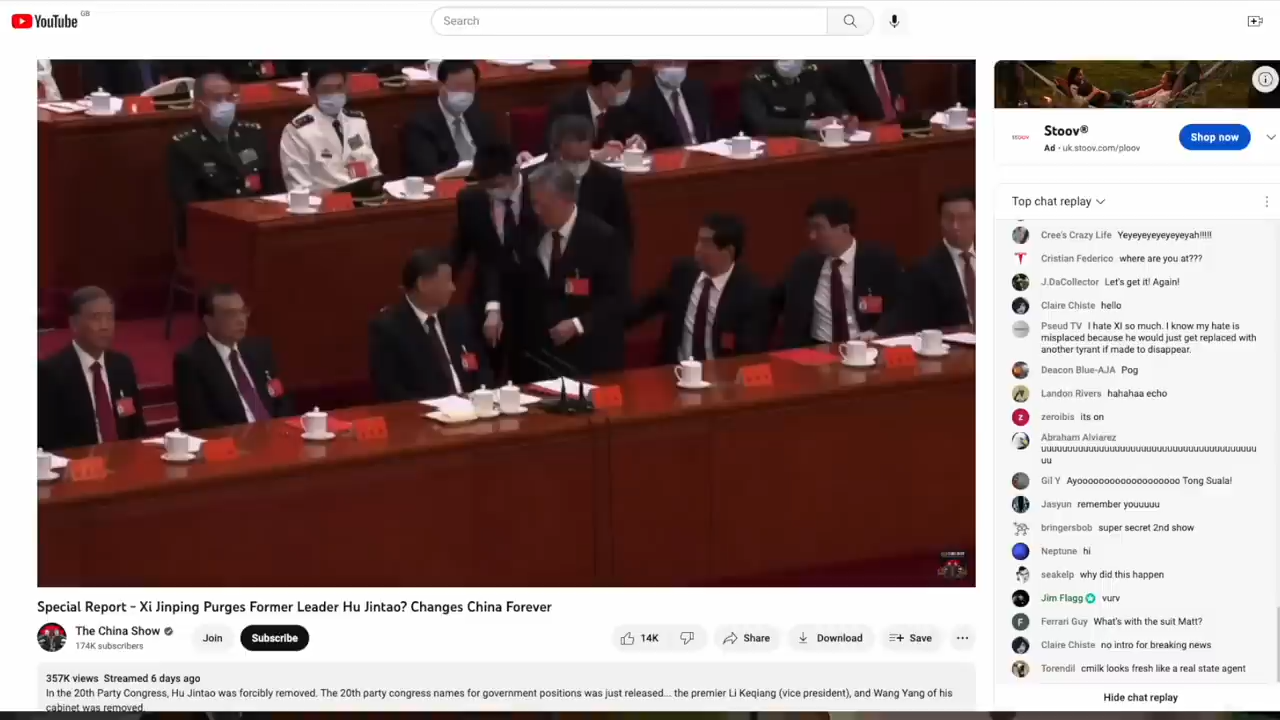 YouTube GB
Search
Stoov®
Ad · uk.stoov.com/ploov
Shop now
Top chat replay
Cree's Crazy Life Yeyeyeyeyeyeyeyah!!!!!
Cristian Federico where are you at???
J.DaCollector Let's get it! Again!
Claire Chiste hello
Pseud TV I hate XI so much. I know my hate is
misplaced because he would just get replaced with
another tyrant if made to disappear.
Deacon Blue-AJA Pog
Landon Rivers hahahaa echo
zeroibis its on
Abraham Alviarez
uuuuuuuuuuuuuuuuuuuuuuuuuuuuuuuuuuuuuuuu
uu
Gil Y Ayooooooooooooooooooo Tong Suala!
Jasyun remember youuuuu
bringersbob super secret 2nd show
Neptune hi
seakelp why did this happen
Jim Flagg vurv
Ferrari Guy What's with the suit Matt?
Claire Chiste no intro for breaking news
Torendil cmilk looks fresh like a real state agent
Hide chat replay
Special Report - Xi Jinping Purges Former Leader Hu Jintao? Changes China Forever
The China Show
174K subscribers
Join
Subscribe
14K
Share
Download
Save
357K views Streamed 6 days ago
In the 20th Party Congress, Hu Jintao was forcibly removed. The 20th party congress names for government positions was just released... the premier Li Keqiang (vice president), and Wang Yang of his
cabinet was removed.